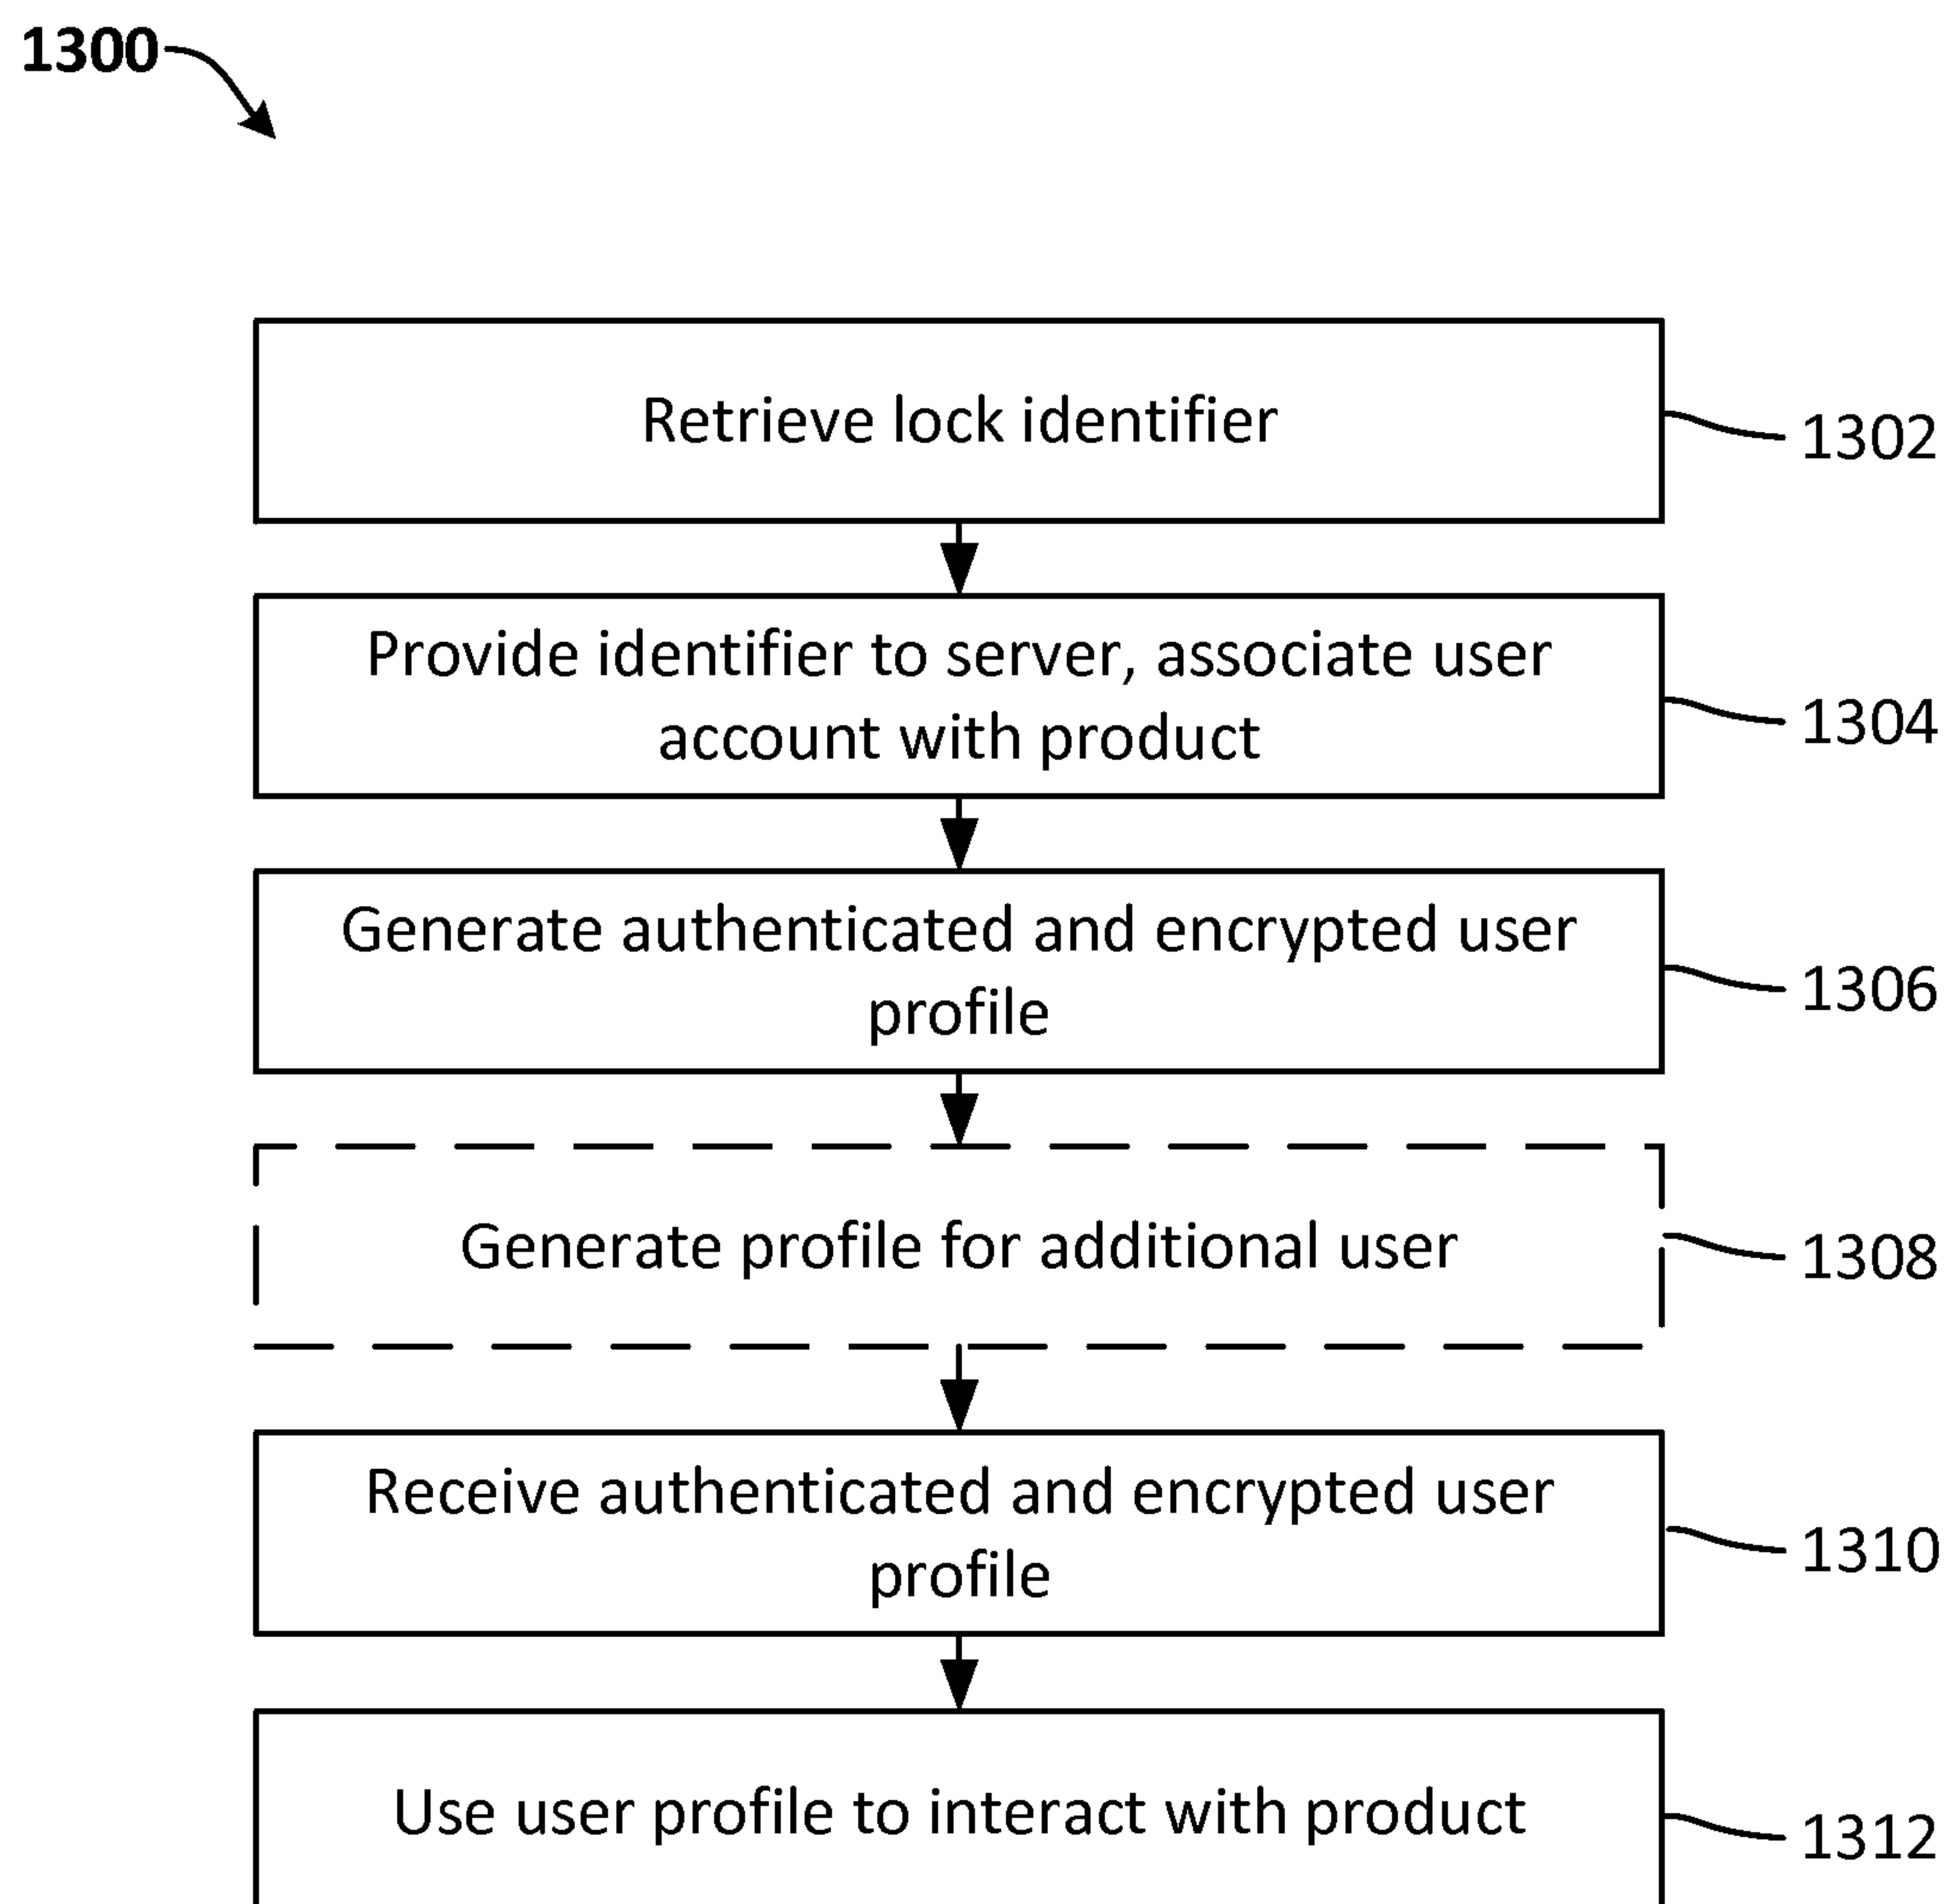 1300
Retrieve lock identifier
1302
Provide identifier to server, associate user
account with product
1304
Generate authenticated and encrypted user
profile
1306
Generate profile for additional user
1308
Receive authenticated and encrypted user
profile
1310
Use user profile to interact with product
1312